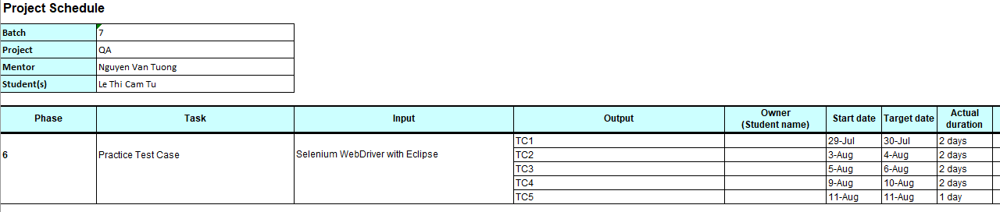 Project Schedule
Batch 7
Project QA
Mentor Nguyen Van Tuong
Student(s) Le Thi Cam Tu
Phase Task Input Output Owner (Student name) Start date Target date Actual duration
6 Practice Test Case Selenium WebDriver with Eclipse
TC1 29-Jul 30-Jul 2 days
TC2 3-Aug 4-Aug 2 days
TC3 5-Aug 6-Aug 2 days
TC4 9-Aug 10-Aug 2 days
TC5 11-Aug 11-Aug 1 day